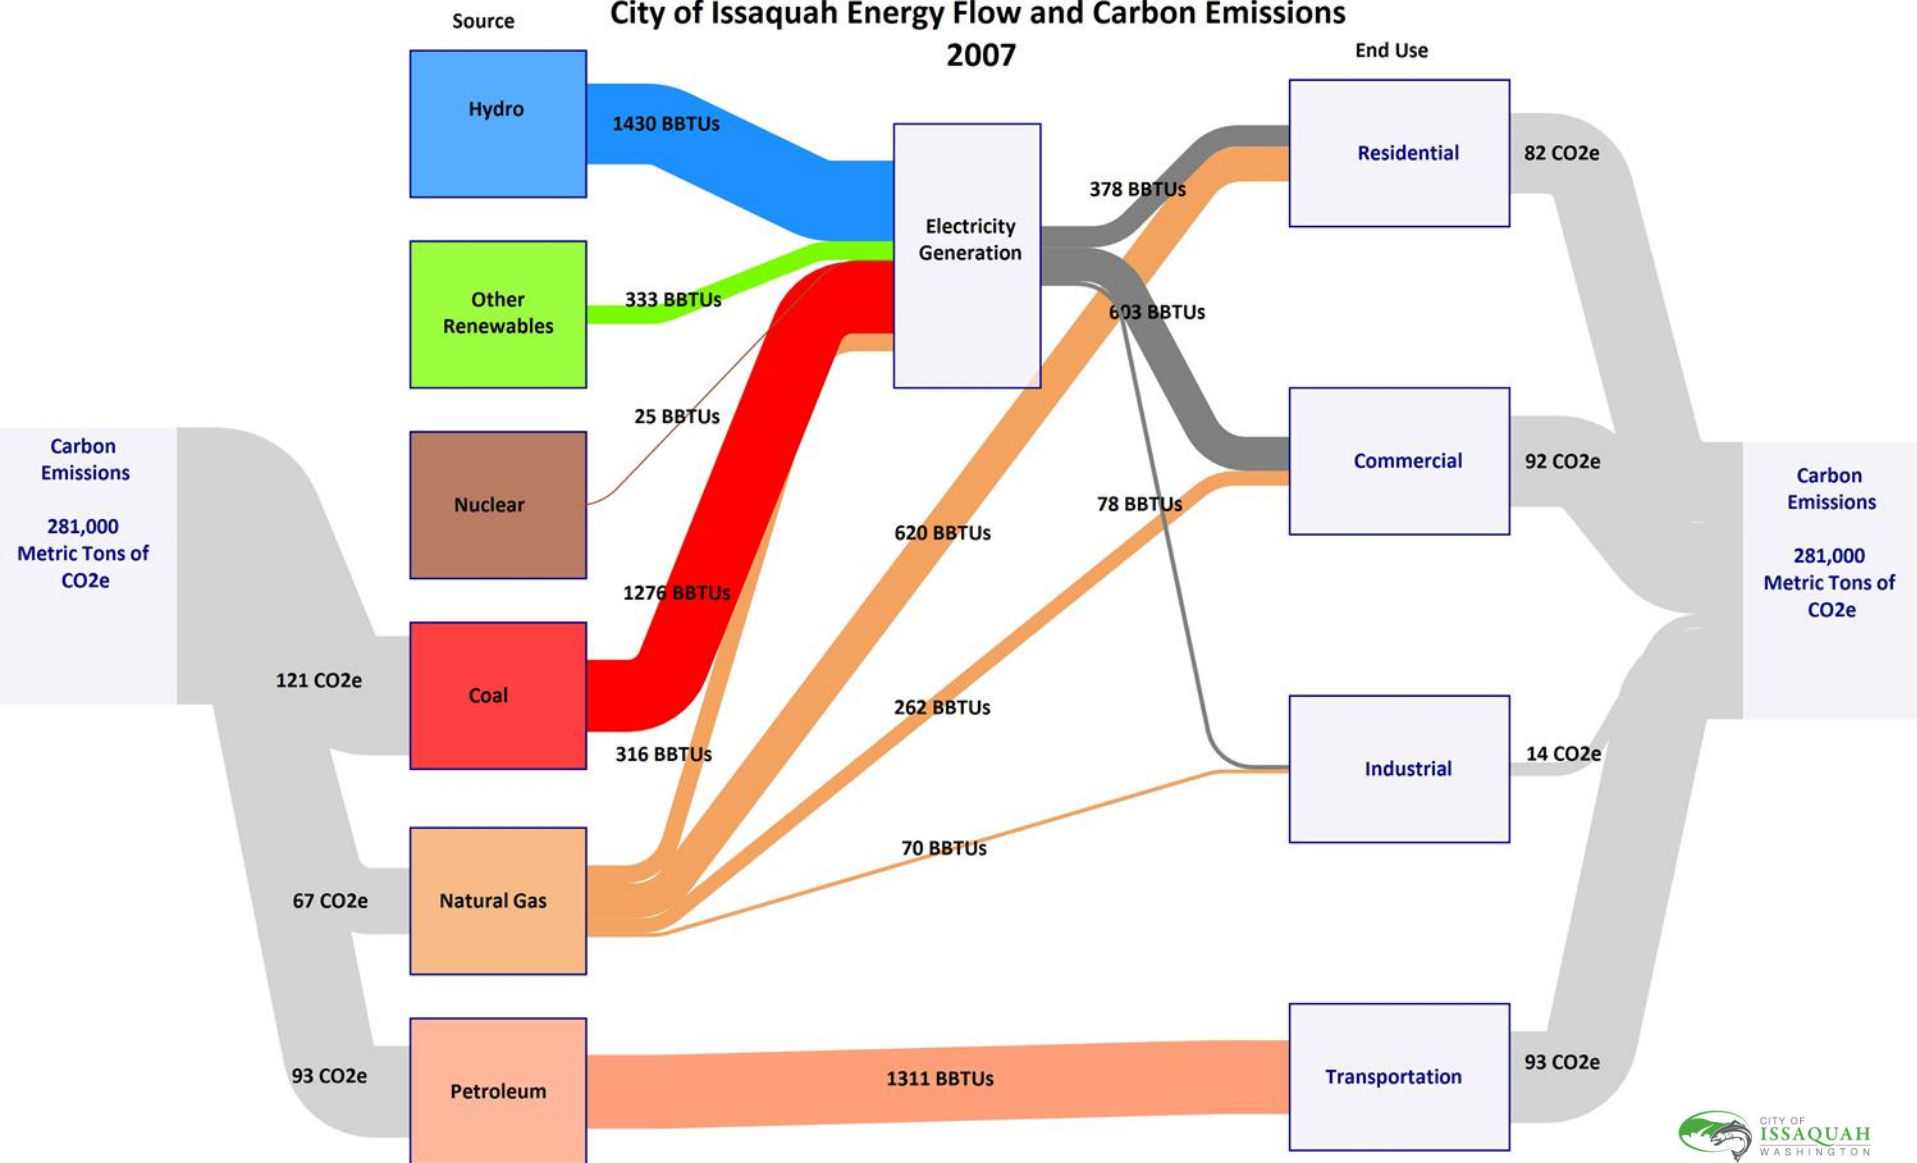 City of Issaquah Energy Flow and Carbon Emissions
2007
Source
End Use
Hydro
1430 BBTUs
Residential
82 CO2e
378 BBTUs
Electricity
Generation
Other
Renewables
333 BBTUs
603 BBTUs
25 BBTUs
Carbon
Emissions
281,000
Metric Tons of
CO2e
Nuclear
Commercial
92 CO2e
78 BBTUs
Carbon
Emissions
281,000
Metric Tons of
CO2e
620 BBTUs
1276 BBTUs
121 CO2e
Coal
262 BBTUs
316 BBTUs
Industrial
14 CO2e
70 BBTUs
67 CO2e
Natural Gas
93 CO2e
Petroleum
1311 BBTUs
Transportation
93 CO2e
CITY OF
ISSAQUAH
WASHINGTON